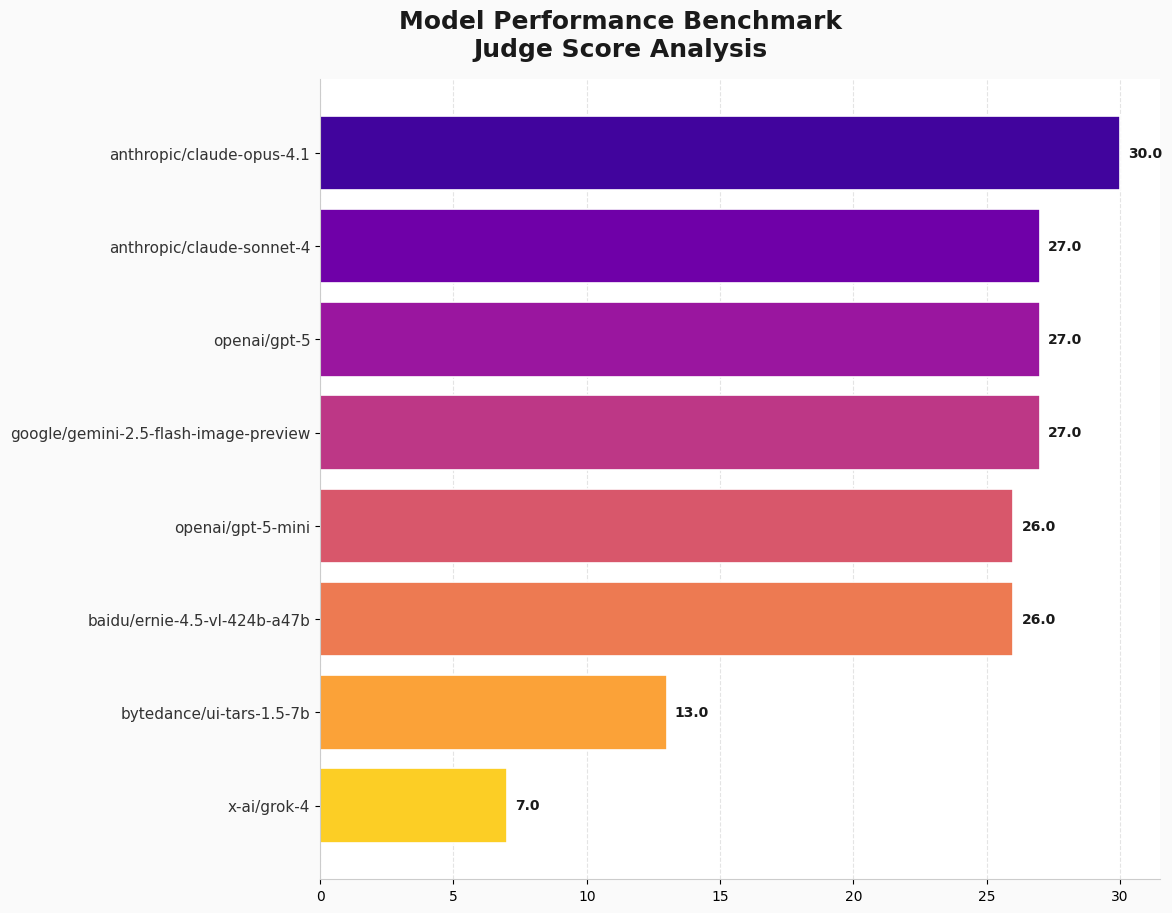 Model Performance Benchmark
Judge Score Analysis
anthropic/claude-opus-4.1 30.0
anthropic/claude-sonnet-4 27.0
openai/gpt-5 27.0
google/gemini-2.5-flash-image-preview 27.0
openai/gpt-5-mini 26.0
baidu/ernie-4.5-vl-424b-a47b 26.0
bytedance/ui-tars-1.5-7b 13.0
x-ai/grok-4 7.0
0 5 10 15 20 25 30